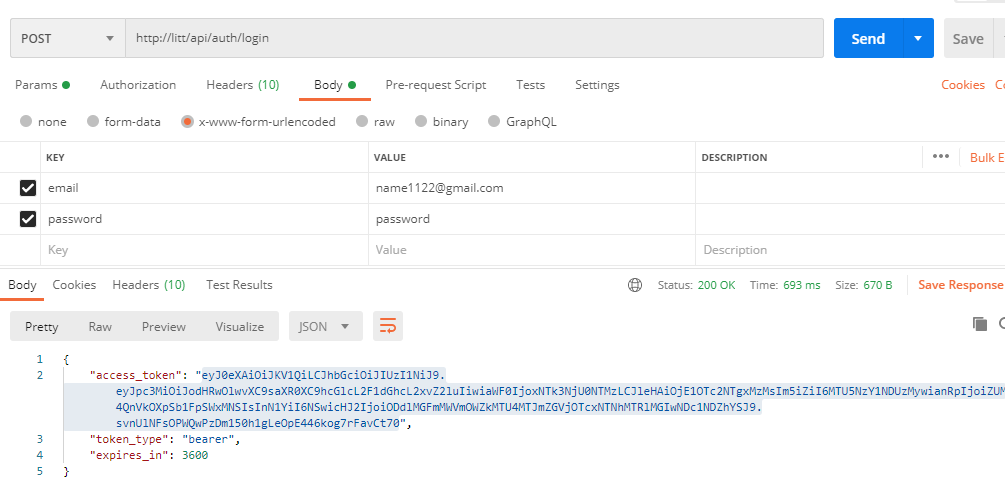 POST http://litt/api/auth/login Send Save
Params Authorization Headers (10) Body Pre-request Script Tests Settings Cookies
none form-data x-www-form-urlencoded raw binary GraphQL
KEY VALUE DESCRIPTION ••• Bulk E
email name1122@gmail.com
password password
Key Value Description
Body Cookies Headers (10) Test Results Status: 200 OK Time: 693 ms Size: 670 B Save Response
Pretty Raw Preview Visualize JSON
1 {
2 "access_token": "eyJ0eXAiOiJKV1QiLCJhbGciOiJIUzI1NiJ9.
eyJpc3MiOiJodHRwOlwvXC9saXR0XC9hcGlcL2F1dGhcL2xvZ2luIiwiaWF0IjoxNTk3NjU0NTMzLCJleHAiOjE1OTc2NTgxMzMsIm5iZiI6MTU5NzY1NDUzMywianRpIjoiZUM
4QnVkOXpSb1FpSWxMNSIsInN1YiI6NSwicHJ2IjoiODdlMGFmMWVmOWZkMTU4MTJmZGVjOTcxNTNhMTRlMGIwNDc1NDZhYSJ9.
svnUlNFsOPWQwPzDm150h1gLeOpE446kog7rFavCt70",
3 "token_type": "bearer",
4 "expires_in": 3600
5 }